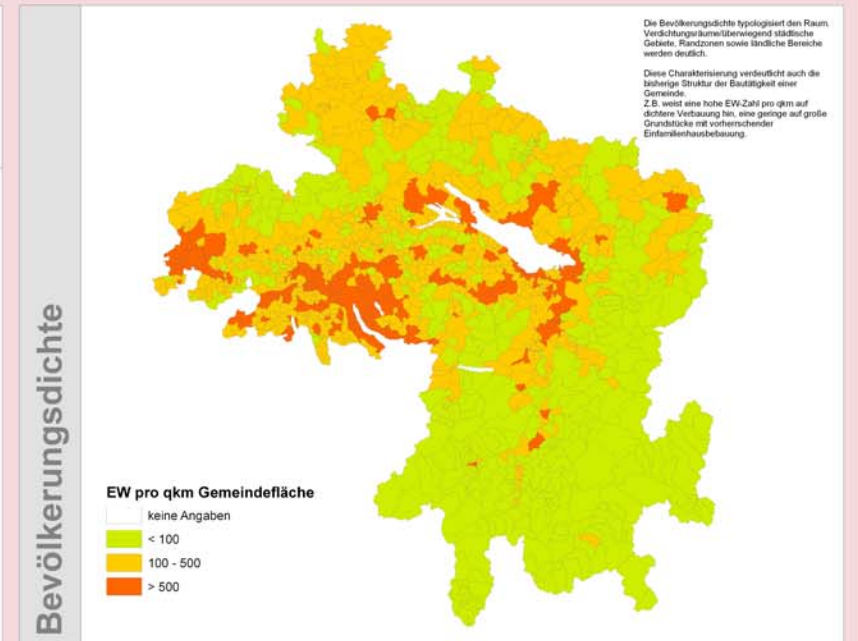 Bevölkerungsdichte
Die Bevölkerungsdichte typologisiert den Raum.
Verdichtungsräume/überwiegend städtische
Gebiete, Randzonen sowie ländliche Bereiche
werden deutlich.
Diese Charakterisierung verdeutlicht auch die
bisherige Struktur der Bautätigkeit einer
Gemeinde.
Z.B. weist eine hohe EW-Zahl pro qkm auf
dichtere Verbauung hin, eine geringe auf große
Grundstücke mit vorherrschender
Einfamilienhausbebauung.
EW pro qkm Gemeindefläche
keine Angaben
< 100
100 - 500
> 500